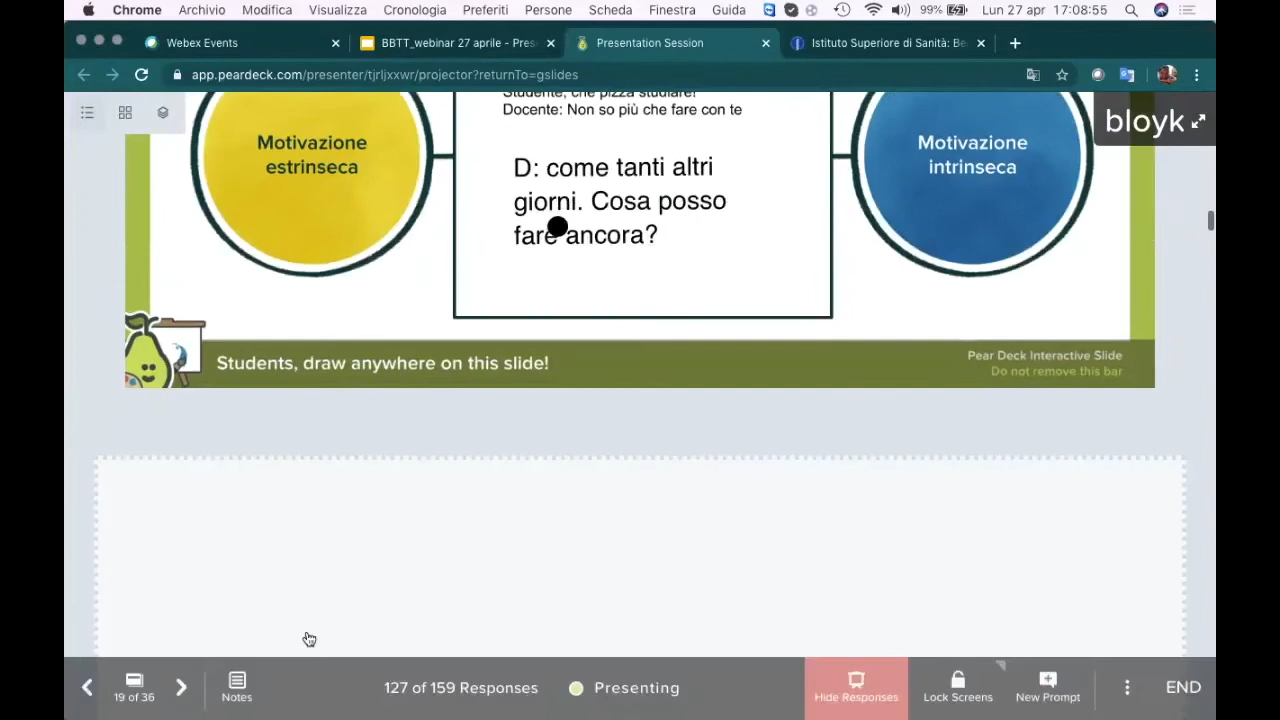 Chrome Archivio Modifica Visualizza Cronologia Preferiti Persone Scheda Finestra Guida 99% Lun 27 apr 17:08:55
Webex Events
BBTT_webinar 27 aprile - Pres
Presentation Session
Istituto Superiore di Sanità: Be
app.peardeck.com/presenter/tjrljxxwr/projector?returnTo=gslides
bloyk
Studente, che pizza studiare!
Docente: Non so più che fare con te
Motivazione
estrinseca
D: come tanti altri
giorni. Cosa posso
fare ancora?
Motivazione
intrinseca
Students, draw anywhere on this slide!
Pear Deck Interactive Slide
Do not remove this bar
19 of 36
Notes
127 of 159 Responses
Presenting
Hide Responses
Lock Screens
New Prompt
END